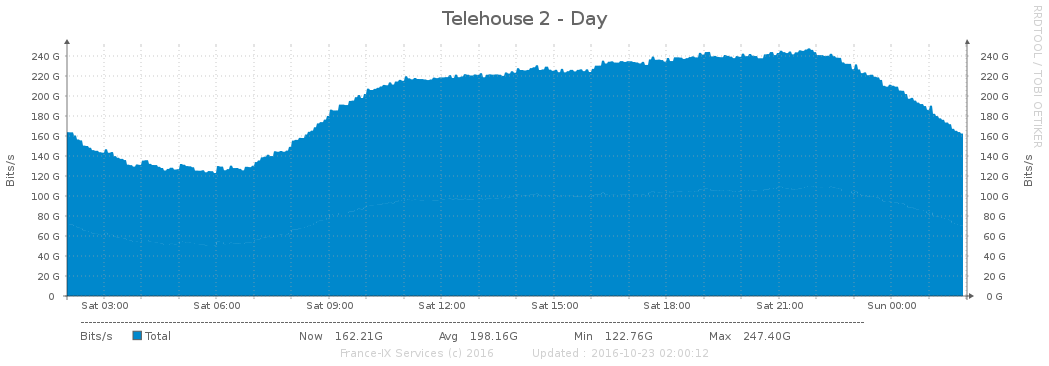 Telehouse 2 - Day
RRDTOOL / TOBI OETIKER
Bits/s
240 G 240 G
220 G 220 G
200 G 200 G
180 G 180 G
160 G 160 G
140 G 140 G
120 G 120 G
100 G 100 G
80 G 80 G
60 G 60 G
40 G 40 G
20 G 20 G
0 0 G
Bits/s
Sat 03:00 Sat 06:00 Sat 09:00 Sat 12:00 Sat 15:00 Sat 18:00 Sat 21:00 Sun 00:00
Bits/s Total Now 162.21G Avg 198.16G Min 122.76G Max 247.40G
France-IX Services (c) 2016 Updated : 2016-10-23 02:00:12